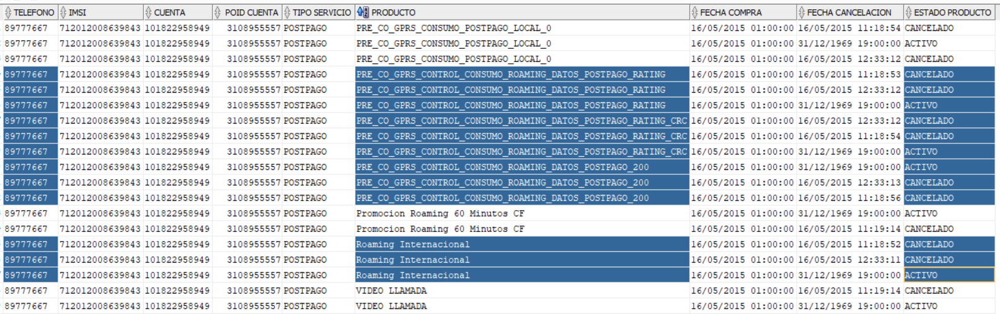 TELEFONO IMSI CUENTA POID CUENTA TIPO SERVICIO PRODUCTO FECHA COMPRA FECHA CANCELACION ESTADO PRODUCTO
89777667 712012008639843 101822958949 3108955557 POSTPAGO PRE_CO_GPRS_CONSUMO_POSTPAGO_LOCAL_0 16/05/2015 01:00:00 16/05/2015 11:18:54 CANCELADO
89777667 712012008639843 101822958949 3108955557 POSTPAGO PRE_CO_GPRS_CONSUMO_POSTPAGO_LOCAL_0 16/05/2015 01:00:00 31/12/1969 19:00:00 ACTIVO
89777667 712012008639843 101822958949 3108955557 POSTPAGO PRE_CO_GPRS_CONSUMO_POSTPAGO_LOCAL_0 16/05/2015 01:00:00 16/05/2015 12:33:12 CANCELADO
89777667 712012008639843 101822958949 3108955557 POSTPAGO PRE_CO_GPRS_CONTROL_CONSUMO_ROAMING_DATOS_POSTPAGO_RATING 16/05/2015 01:00:00 16/05/2015 11:18:53 CANCELADO
89777667 712012008639843 101822958949 3108955557 POSTPAGO PRE_CO_GPRS_CONTROL_CONSUMO_ROAMING_DATOS_POSTPAGO_RATING 16/05/2015 01:00:00 16/05/2015 12:33:12 CANCELADO
89777667 712012008639843 101822958949 3108955557 POSTPAGO PRE_CO_GPRS_CONTROL_CONSUMO_ROAMING_DATOS_POSTPAGO_RATING 16/05/2015 01:00:00 31/12/1969 19:00:00 ACTIVO
89777667 712012008639843 101822958949 3108955557 POSTPAGO PRE_CO_GPRS_CONTROL_CONSUMO_ROAMING_DATOS_POSTPAGO_RATING_CRC 16/05/2015 01:00:00 16/05/2015 12:33:12 CANCELADO
89777667 712012008639843 101822958949 3108955557 POSTPAGO PRE_CO_GPRS_CONTROL_CONSUMO_ROAMING_DATOS_POSTPAGO_RATING_CRC 16/05/2015 01:00:00 16/05/2015 11:18:54 CANCELADO
89777667 712012008639843 101822958949 3108955557 POSTPAGO PRE_CO_GPRS_CONTROL_CONSUMO_ROAMING_DATOS_POSTPAGO_RATING_CRC 16/05/2015 01:00:00 31/12/1969 19:00:00 ACTIVO
89777667 712012008639843 101822958949 3108955557 POSTPAGO PRE_CO_GPRS_CONTROL_CONSUMO_ROAMING_DATOS_POSTPAGO_200 16/05/2015 01:00:00 31/12/1969 19:00:00 ACTIVO
89777667 712012008639843 101822958949 3108955557 POSTPAGO PRE_CO_GPRS_CONTROL_CONSUMO_ROAMING_DATOS_POSTPAGO_200 16/05/2015 01:00:00 16/05/2015 12:33:13 CANCELADO
89777667 712012008639843 101822958949 3108955557 POSTPAGO PRE_CO_GPRS_CONTROL_CONSUMO_ROAMING_DATOS_POSTPAGO_200 16/05/2015 01:00:00 16/05/2015 11:18:56 CANCELADO
89777667 712012008639843 101822958949 3108955557 POSTPAGO Promocion Roaming 60 Minutos CF 16/05/2015 01:00:00 31/12/1969 19:00:00 ACTIVO
89777667 712012008639843 101822958949 3108955557 POSTPAGO Promocion Roaming 60 Minutos CF 16/05/2015 01:00:00 16/05/2015 11:19:14 CANCELADO
89777667 712012008639843 101822958949 3108955557 POSTPAGO Roaming Internacional 16/05/2015 01:00:00 16/05/2015 11:18:52 CANCELADO
89777667 712012008639843 101822958949 3108955557 POSTPAGO Roaming Internacional 16/05/2015 01:00:00 16/05/2015 12:33:11 CANCELADO
89777667 712012008639843 101822958949 3108955557 POSTPAGO Roaming Internacional 16/05/2015 01:00:00 31/12/1969 19:00:00 ACTIVO
89777667 712012008639843 101822958949 3108955557 POSTPAGO VIDEO LLAMADA 16/05/2015 01:00:00 16/05/2015 11:19:14 CANCELADO
89777667 712012008639843 101822958949 3108955557 POSTPAGO VIDEO LLAMADA 16/05/2015 01:00:00 31/12/1969 19:00:00 ACTIVO